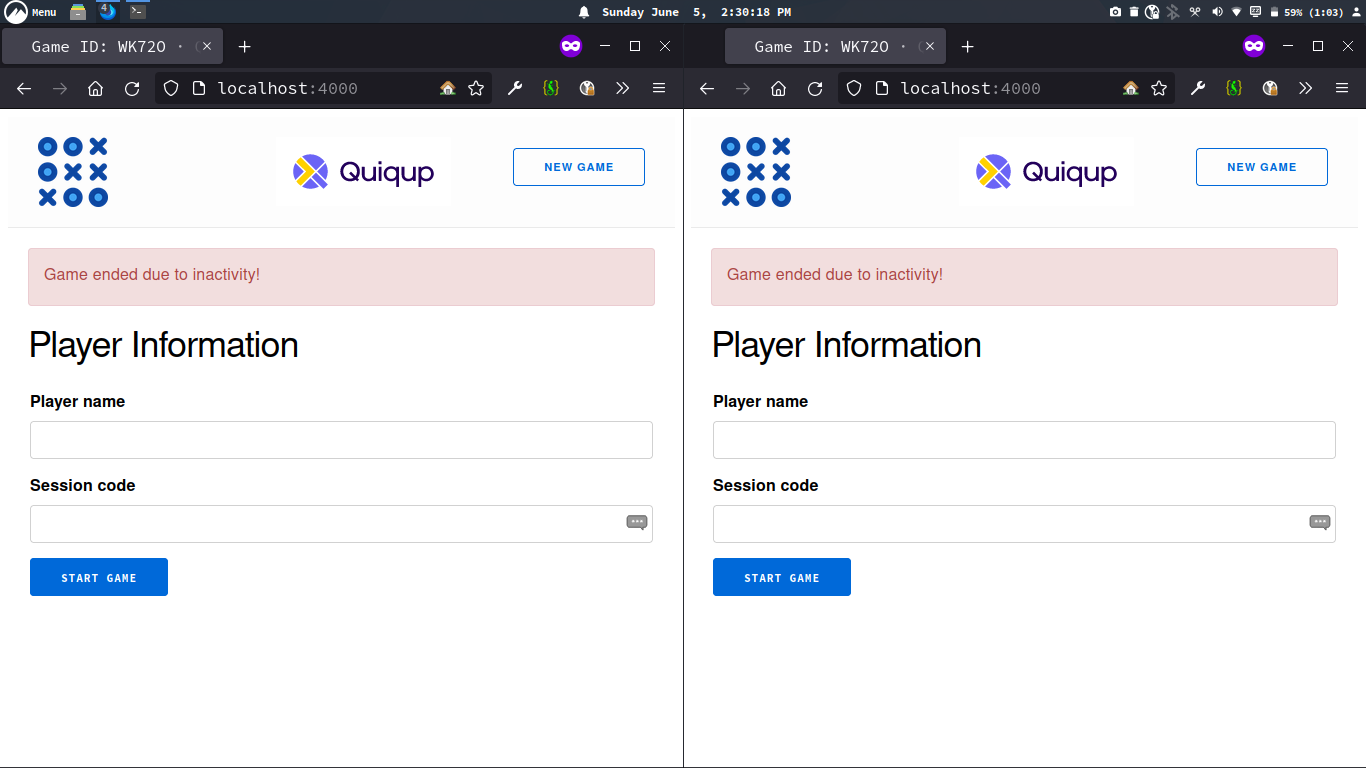 Menu 4 Sunday June 5, 2:30:18 PM 59% (1:03)
Game ID: WK72O ·
Game ID: WK72O ·
localhost:4000
localhost:4000
Quiqup
NEW GAME
Quiqup
NEW GAME
Game ended due to inactivity!
Game ended due to inactivity!
Player Information
Player Information
Player name
Player name
Session code
Session code
START GAME
START GAME